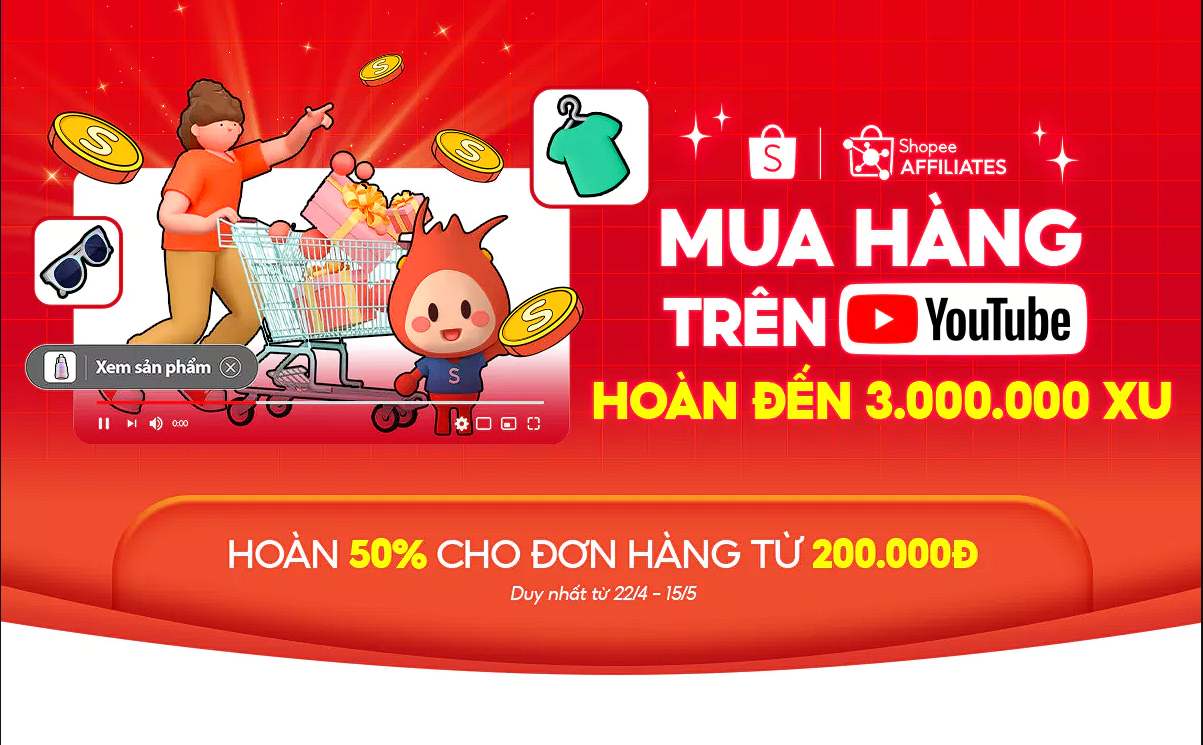 Shopee
AFFILIATES
MUA HÀNG
TRÊN YouTube
HOÀN ĐẾN 3.000.000 XU
Xem sản phẩm
0:00
S
S
S
S
S
S
HOÀN 50% CHO ĐƠN HÀNG TỪ 200.000Đ
Duy nhất từ 22/4 - 15/5